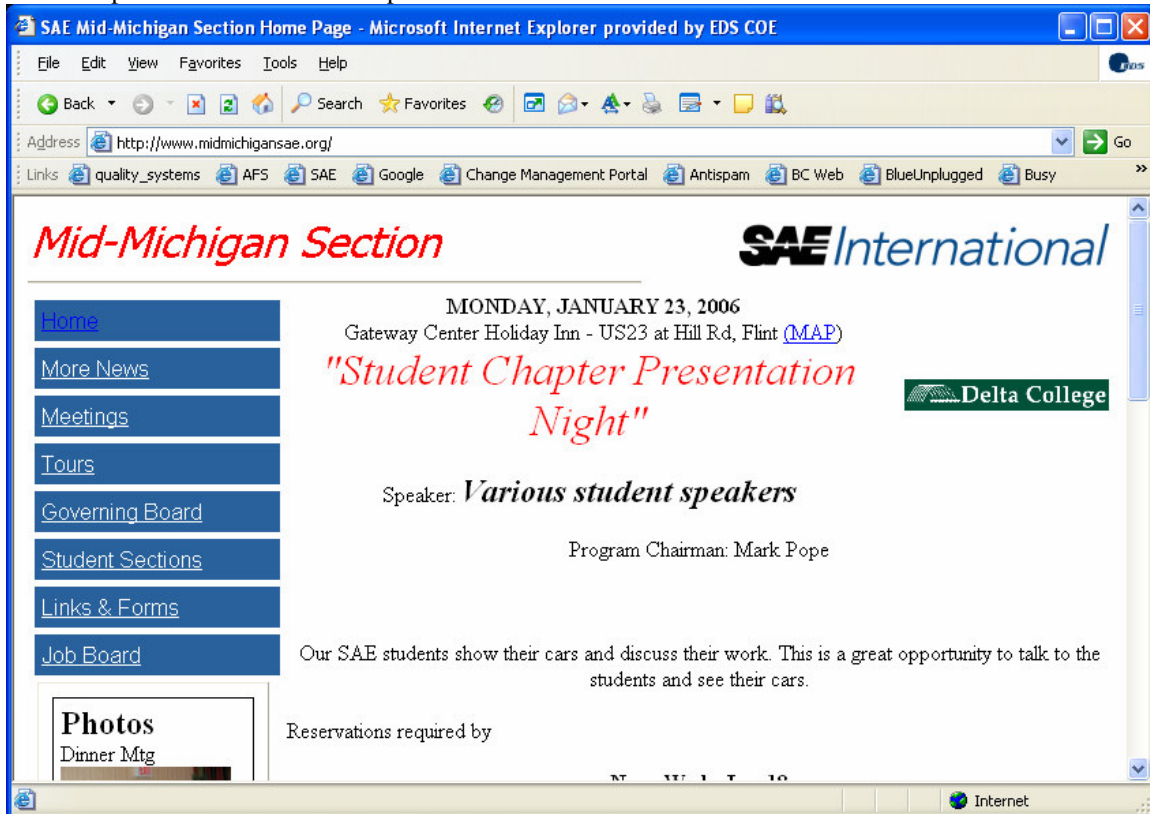 SAE Mid-Michigan Section Home Page - Microsoft Internet Explorer provided by EDS COE
File Edit View Favorites Tools Help
EDS
Back Search Favorites
Address http://www.midmichigansae.org/ Go
Links quality_systems AFS SAE Google Change Management Portal Antispam BC Web BlueUnplugged Busy »
Mid-Michigan Section
SAE International
Home
More News
Meetings
Tours
Governing Board
Student Sections
Links & Forms
Job Board
Photos
Dinner Mtg
MONDAY, JANUARY 23, 2006
Gateway Center Holiday Inn - US23 at Hill Rd, Flint (MAP)
"Student Chapter Presentation
Night"
Delta College
Speaker: Various student speakers
Program Chairman: Mark Pope
Our SAE students show their cars and discuss their work. This is a great opportunity to talk to the
students and see their cars.
Reservations required by
Internet